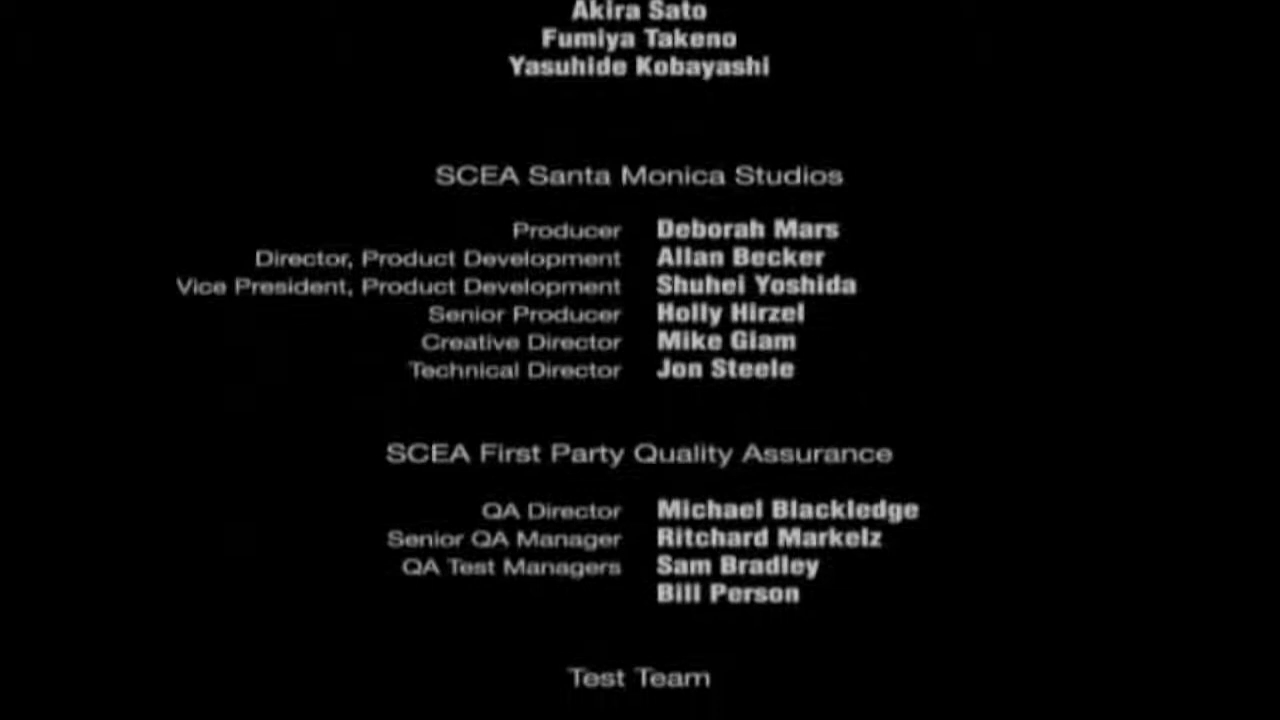 Akira Sato
Fumiya Takeno
Yasuhide Kobayashi
SCEA Santa Monica Studios
Producer Deborah Mars
Director, Product Development Allan Becker
Vice President, Product Development Shuhei Yoshida
Senior Producer Holly Hirzel
Creative Director Mike Giam
Technical Director Jon Steele
SCEA First Party Quality Assurance
QA Director Michael Blackledge
Senior QA Manager Ritchard Markelz
QA Test Managers Sam Bradley
Bill Person
Test Team